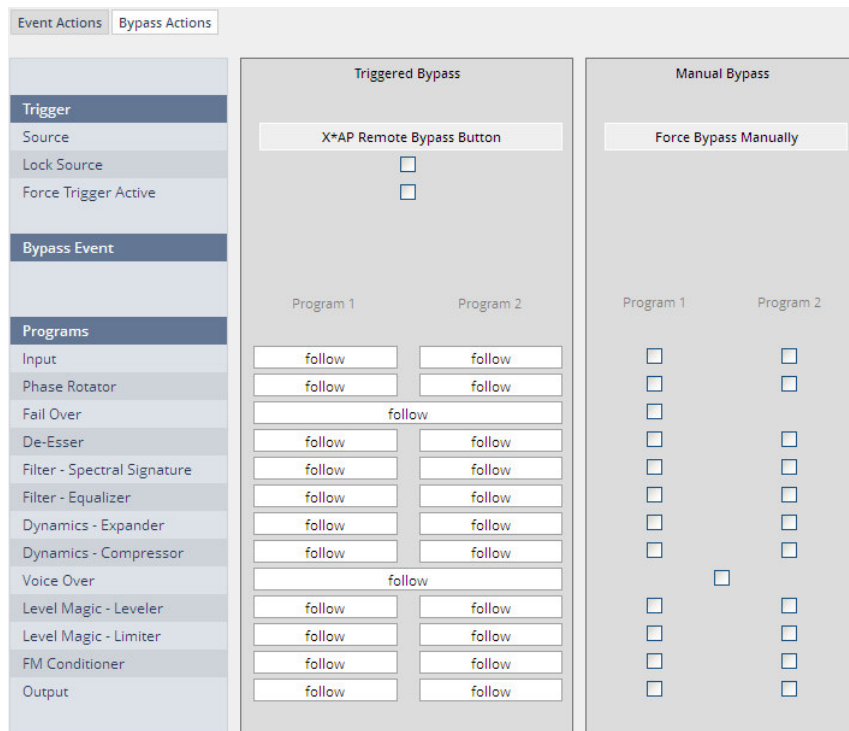 Event Actions Bypass Actions
Triggered Bypass Manual Bypass
Trigger
Source X*AP Remote Bypass Button Force Bypass Manually
Lock Source
Force Trigger Active
Bypass Event
Program 1 Program 2 Program 1 Program 2
Programs
Input follow follow
Phase Rotator follow follow
Fail Over follow
De-Esser follow follow
Filter - Spectral Signature follow follow
Filter - Equalizer follow follow
Dynamics - Expander follow follow
Dynamics - Compressor follow follow
Voice Over follow
Level Magic - Leveler follow follow
Level Magic - Limiter follow follow
FM Conditioner follow follow
Output follow follow